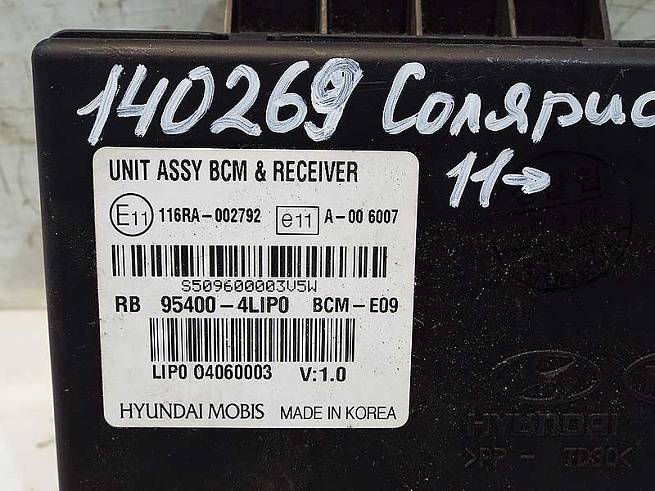 140269 Солярис
11→
UNIT ASSY BCM & RECEIVER
E11 116RA-002792 e11 A-00 6007
S509600003V5W
RB 95400-4LIP0 BCM-E09
LIP0 04060003 V:1.0
HYUNDAI MOBIS MADE IN KOREA
HYUNDAI
>PP - TD30<